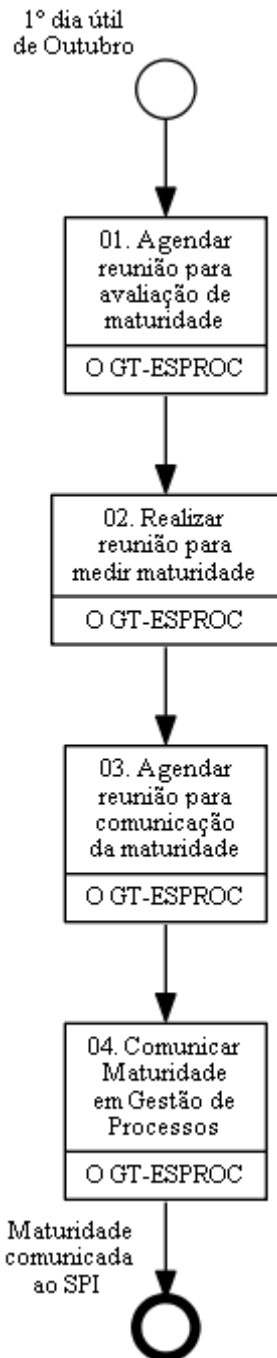 1º dia útil
de Outubro
01. Agendar
reunião para
avaliação de
maturidade
O GT-ESPROC
02. Realizar
reunião para
medir maturidade
O GT-ESPROC
03. Agendar
reunião para
comunicação
da maturidade
O GT-ESPROC
04. Comunicar
Maturidade
em Gestão de
Processos
O GT-ESPROC
Maturidade
comunicada
ao SPI